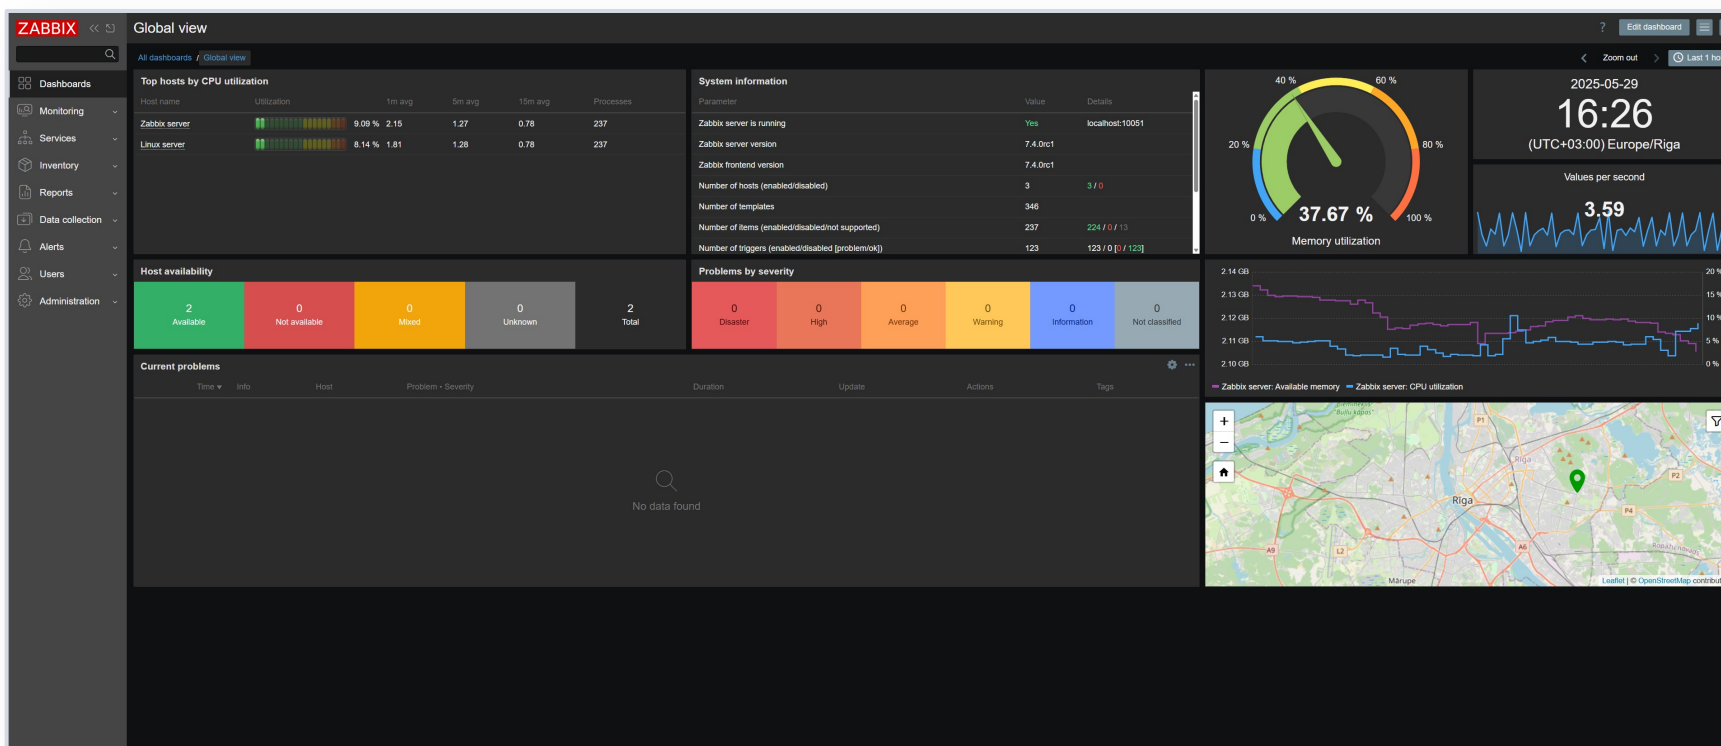 ZABBIX
Global view
? Edit dashboard
All dashboards / Global view
Zoom out
Last 1 ho
Dashboards
Monitoring
Services
Inventory
Reports
Data collection
Alerts
Users
Administration
Top hosts by CPU utilization
Host name Utilization 1m avg 5m avg 15m avg Processes
Zabbix server 9.09 % 2.15 1.27 0.78 237
Linux server 8.14 % 1.81 1.28 0.78 237
System information
Parameter Value Details
Zabbix server is running Yes localhost:10051
Zabbix server version 7.4.0rc1
Zabbix frontend version 7.4.0rc1
Number of hosts (enabled/disabled) 3 3 / 0
Number of templates 346
Number of items (enabled/disabled/not supported) 237 224 / 0 / 13
Number of triggers (enabled/disabled [problem/ok]) 123 123 / 0 [0 / 123]
40 % 60 %
20 % 80 %
0 % 37.67 % 100 %
Memory utilization
2025-05-29
16:26
(UTC+03:00) Europe/Riga
Values per second
3.59
Host availability
2 0 0 0 2
Available Not available Mixed Unknown Total
Problems by severity
0 0 0 0 0 0
Disaster High Average Warning Information Not classified
2.14 GB 20 %
2.13 GB 15 %
2.12 GB 10 %
2.11 GB 5 %
2.10 GB 0 %
Zabbix server: Available memory Zabbix server: CPU utilization
Current problems
Time ▼ Info Host Problem • Severity Duration Update Actions Tags
No data found
+
−
Buļļu kāpas"
P1
Rīga
P2
Rīga
P4
A9
L2
A6
Mārupe
Leaflet | © OpenStreetMap contribut